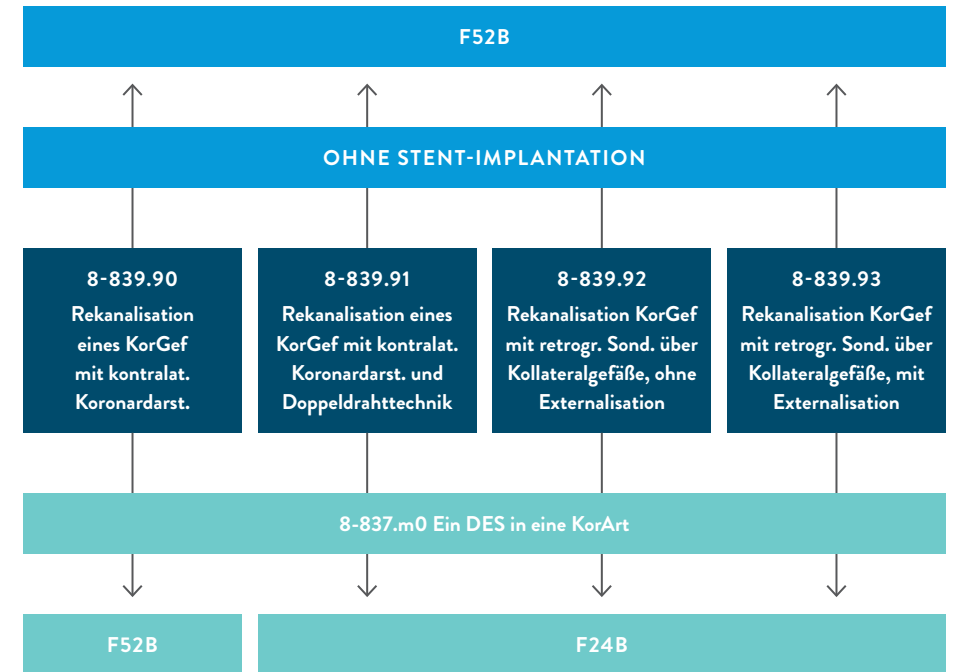 F52B
OHNE STENT-IMPLANTATION
8-839.90
Rekanalisation
eines KorGef
mit kontralat.
Koronardarst.
8-839.91
Rekanalisation eines
KorGef mit kontralat.
Koronardarst. und
Doppeldrahttechnik
8-839.92
Rekanalisation KorGef
mit retrogr. Sond. über
Kollateralgefäße, ohne
Externalisation
8-839.93
Rekanalisation KorGef
mit retrogr. Sond. über
Kollateralgefäße, mit
Externalisation
8-837.m0 Ein DES in eine KorArt
F52B
F24B